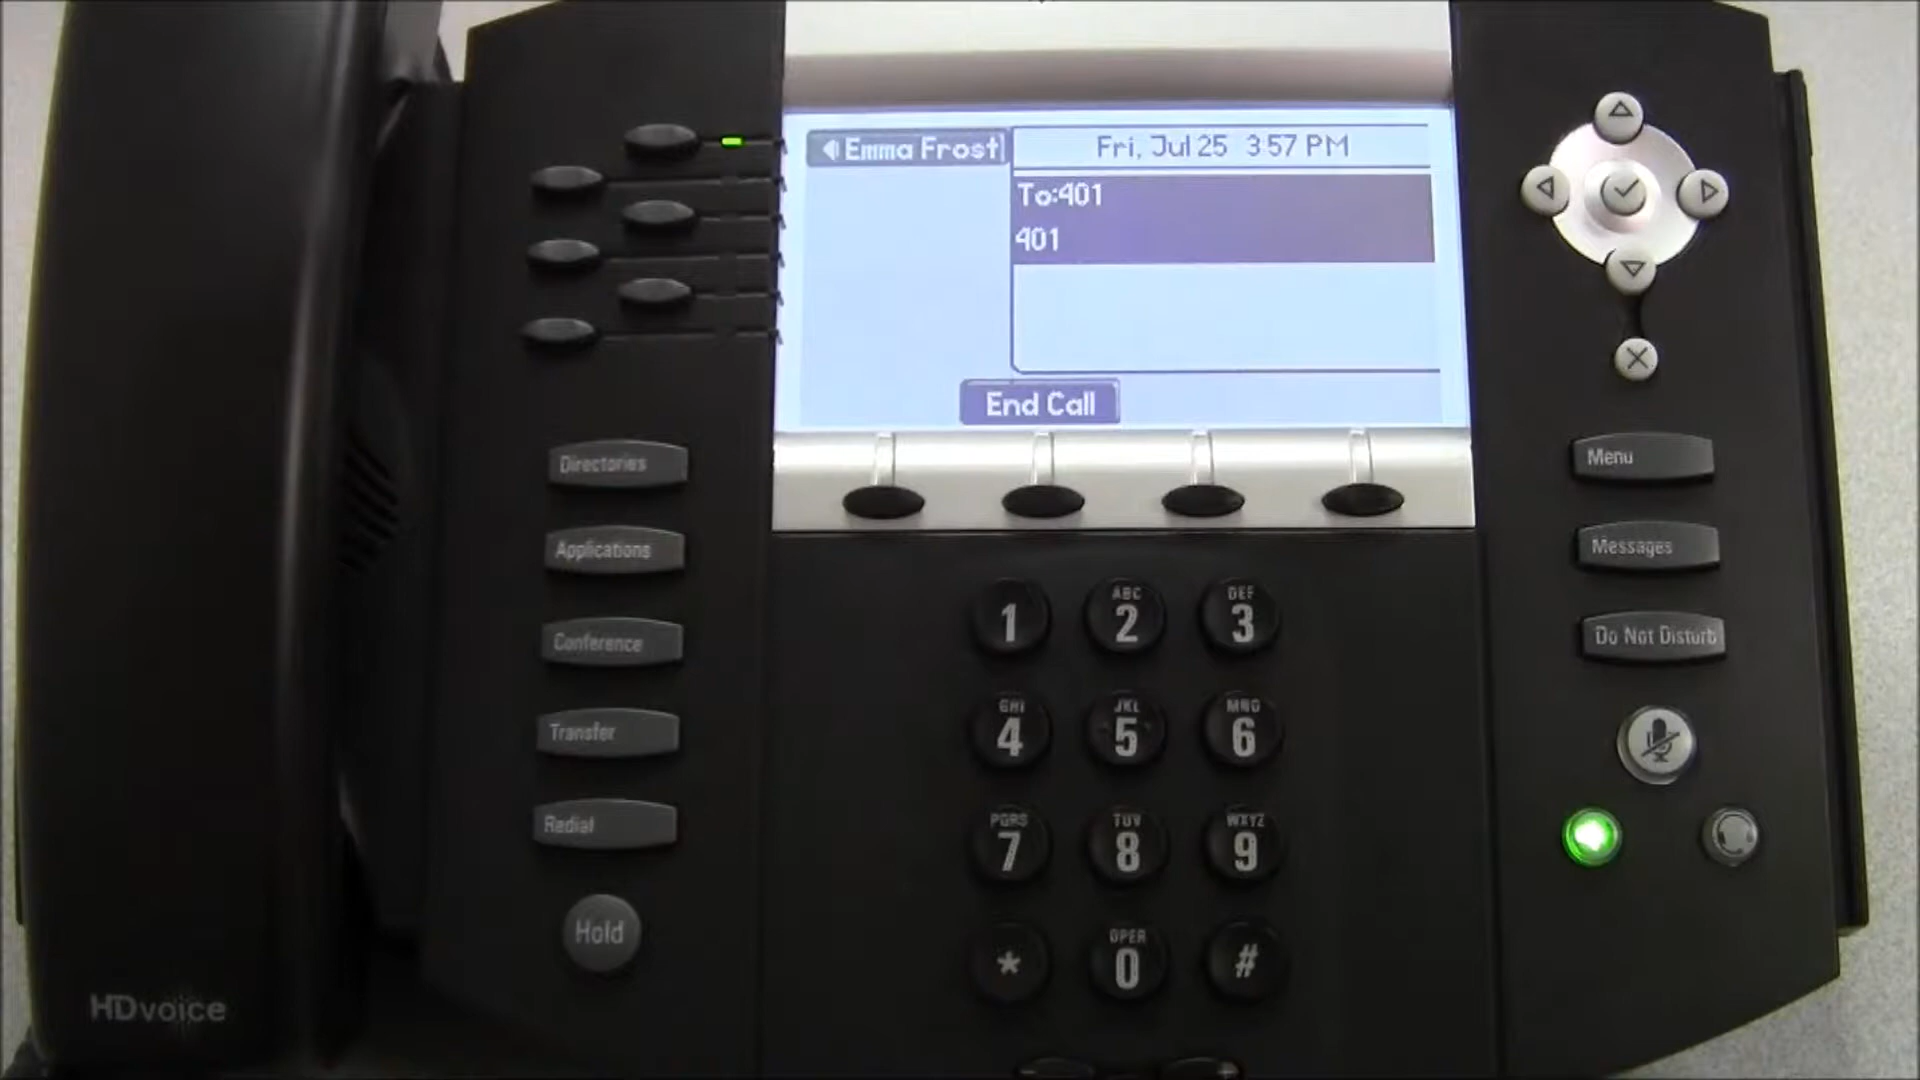 Emma Frost
Fri, Jul 25 3:57 PM
To:401
401
End Call
Directories
Applications
Conference
Transfer
Redial
Hold
HDvoice
1
ABC
2
DEF
3
GHI
4
JKL
5
MNO
6
PQRS
7
TUV
8
WXYZ
9
*
OPER
0
#
Menu
Messages
Do Not Disturb
-
+